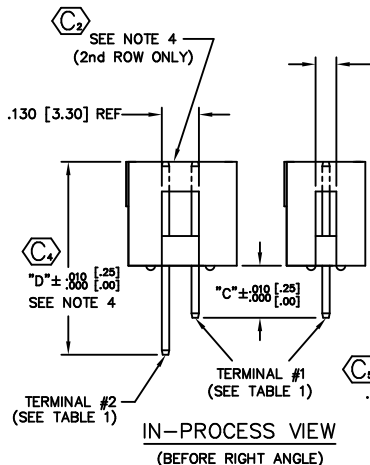 C2
SEE NOTE 4
(2nd ROW ONLY)
.130 [3.30] REF
C4
"D"± .010 [.25]
.000 [.00]
SEE NOTE 4
"C"± .010 [.25]
.000 [.00]
TERMINAL #1
(SEE TABLE 1)
TERMINAL #2
(SEE TABLE 1)
IN-PROCESS VIEW
(BEFORE RIGHT ANGLE)